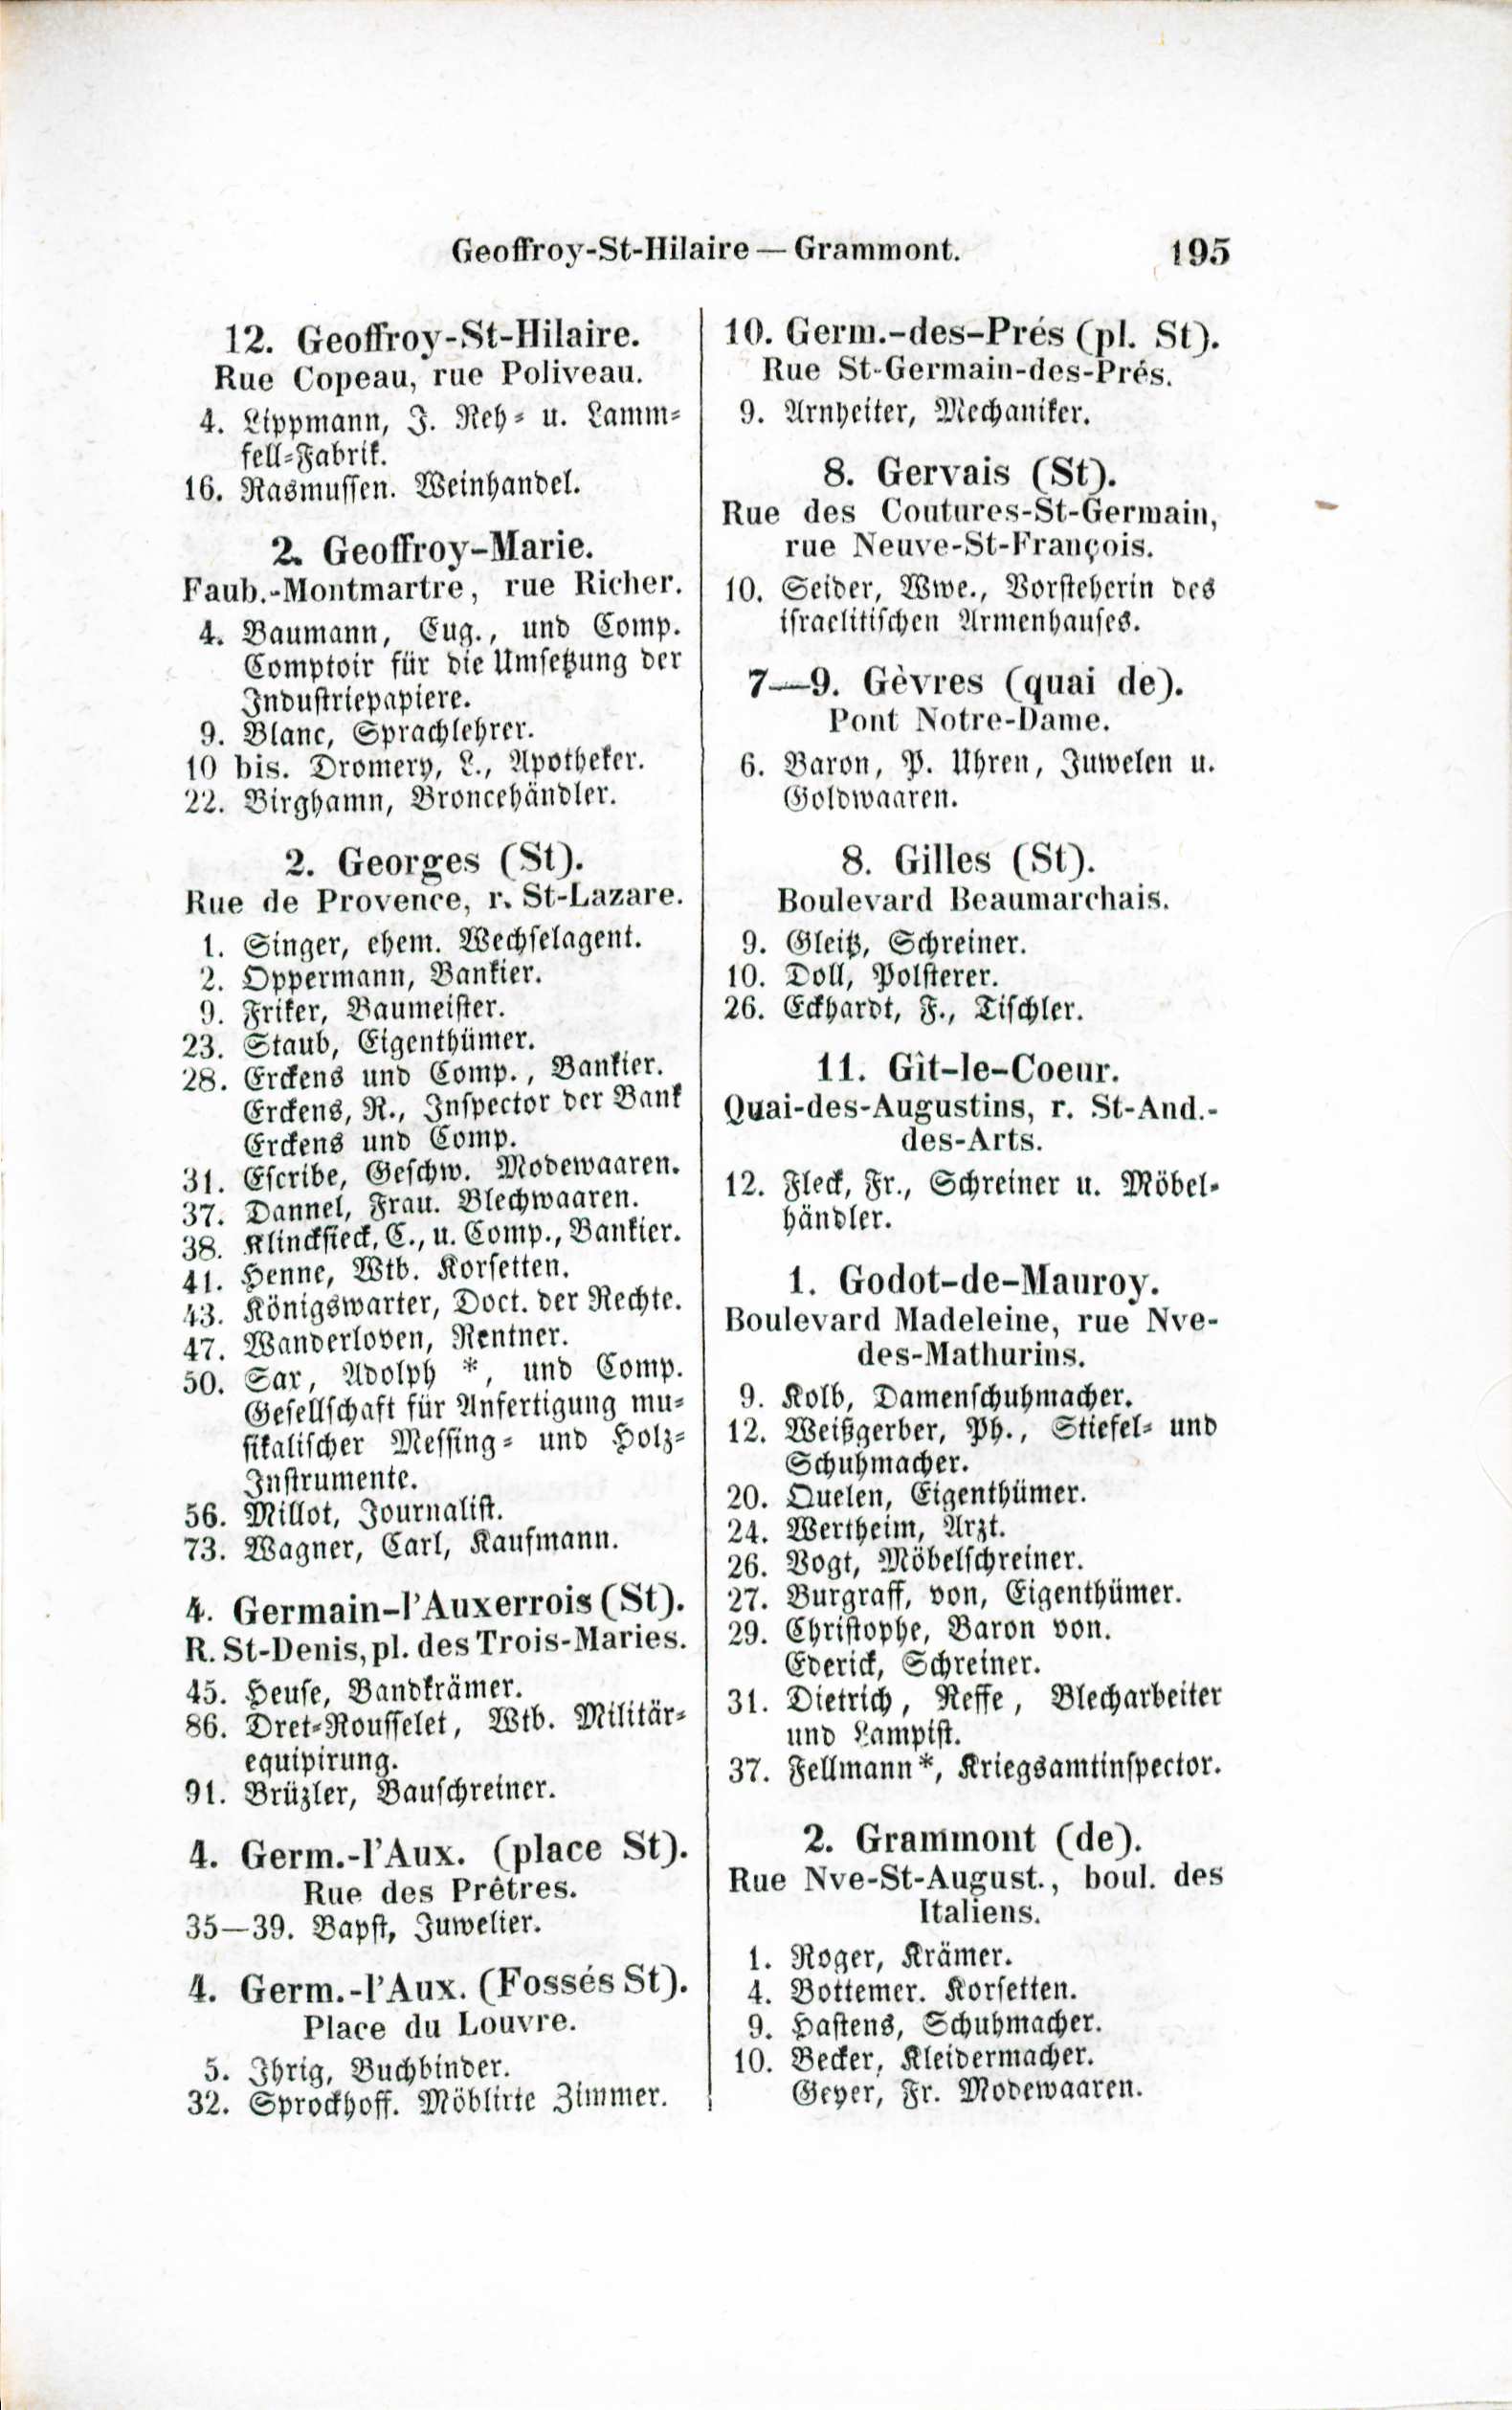 Geoffroy-St-Hilaire — Grammont. 195
12. Geoffroy-St-Hilaire.
Rue Copeau, rue Poliveau.
4. Lippmann, J. Reh- u. Lamm-
fell-Fabrik.
16. Rasmussen. Weinhandel.
2. Geoffroy-Marie.
Faub.-Montmartre, rue Richer.
4. Baumann, Eug., und Comp.
Comptoir für die Umsetzung der
Industriepapiere.
9. Blanc, Sprachlehrer.
10 bis. Dromery, L., Apotheker.
22. Birghamn, Broncehändler.
2. Georges (St).
Rue de Provence, r. St-Lazare.
1. Singer, ehem. Wechselagent.
2. Oppermann, Bankier.
9. Friker, Baumeister.
23. Staub, Eigenthümer.
28. Erckens und Comp., Bankier.
Erckens, R., Inspector der Bank
Erckens und Comp.
31. Escribe, Geschw. Modewaaren.
37. Dannel, Frau. Blechwaaren.
38. Klincksieck, C., u. Comp., Bankier.
41. Henne, Wtb. Korsetten.
43. Königswarter, Doct. der Rechte.
47. Wanderloven, Rentner.
50. Sax, Adolph *, und Comp.
Gesellschaft für Anfertigung mu-
sikalischer Messing- und Holz-
Instrumente.
56. Millot, Journalist.
73. Wagner, Carl, Kaufmann.
4. Germain-l'Auxerrois (St).
R. St-Denis, pl. des Trois-Maries.
45. Heuse, Bandkrämer.
86. Dret-Rousselet, Wtb. Militär-
equipirung.
91. Brüzler, Bauschreiner.
4. Germ.-l'Aux. (place St).
Rue des Prêtres.
35—39. Bapst, Juwelier.
4. Germ.-l'Aux. (Fossés St).
Place du Louvre.
5. Ihrig, Buchbinder.
32. Sprockhoff. Möblirte Zimmer.
10. Germ.-des-Prés (pl. St).
Rue St-Germain-des-Prés.
9. Arnheiter, Mechaniker.
8. Gervais (St).
Rue des Coutures-St-Germain,
rue Neuve-St-François.
10. Seider, Wwe., Vorsteherin des
israelitischen Armenhauses.
7—9. Gèvres (quai de).
Pont Notre-Dame.
6. Baron, P. Uhren, Juwelen u.
Goldwaaren.
8. Gilles (St).
Boulevard Beaumarchais.
9. Gleitz, Schreiner.
10. Doll, Polsterer.
26. Eckhardt, F., Tischler.
11. Gît-le-Coeur.
Quai-des-Augustins, r. St-And.-
des-Arts.
12. Fleck, Fr., Schreiner u. Möbel-
händler.
1. Godot-de-Mauroy.
Boulevard Madeleine, rue Nve-
des-Mathurins.
9. Kolb, Damenschuhmacher.
12. Weißgerber, Ph., Stiefel- und
Schuhmacher.
20. Quelen, Eigenthümer.
24. Wertheim, Arzt.
26. Vogt, Möbelschreiner.
27. Burgraff, von, Eigenthümer.
29. Christophe, Baron von.
Ederick, Schreiner.
31. Dietrich, Neffe, Blecharbeiter
und Lampist.
37. Fellmann*, Kriegsamtinspector.
2. Grammont (de).
Rue Nve-St-August., boul. des
Italiens.
1. Roger, Krämer.
4. Bottemer. Korsetten.
9. Hastens, Schuhmacher.
10. Becker, Kleidermacher.
Geyer, Fr. Modewaaren.